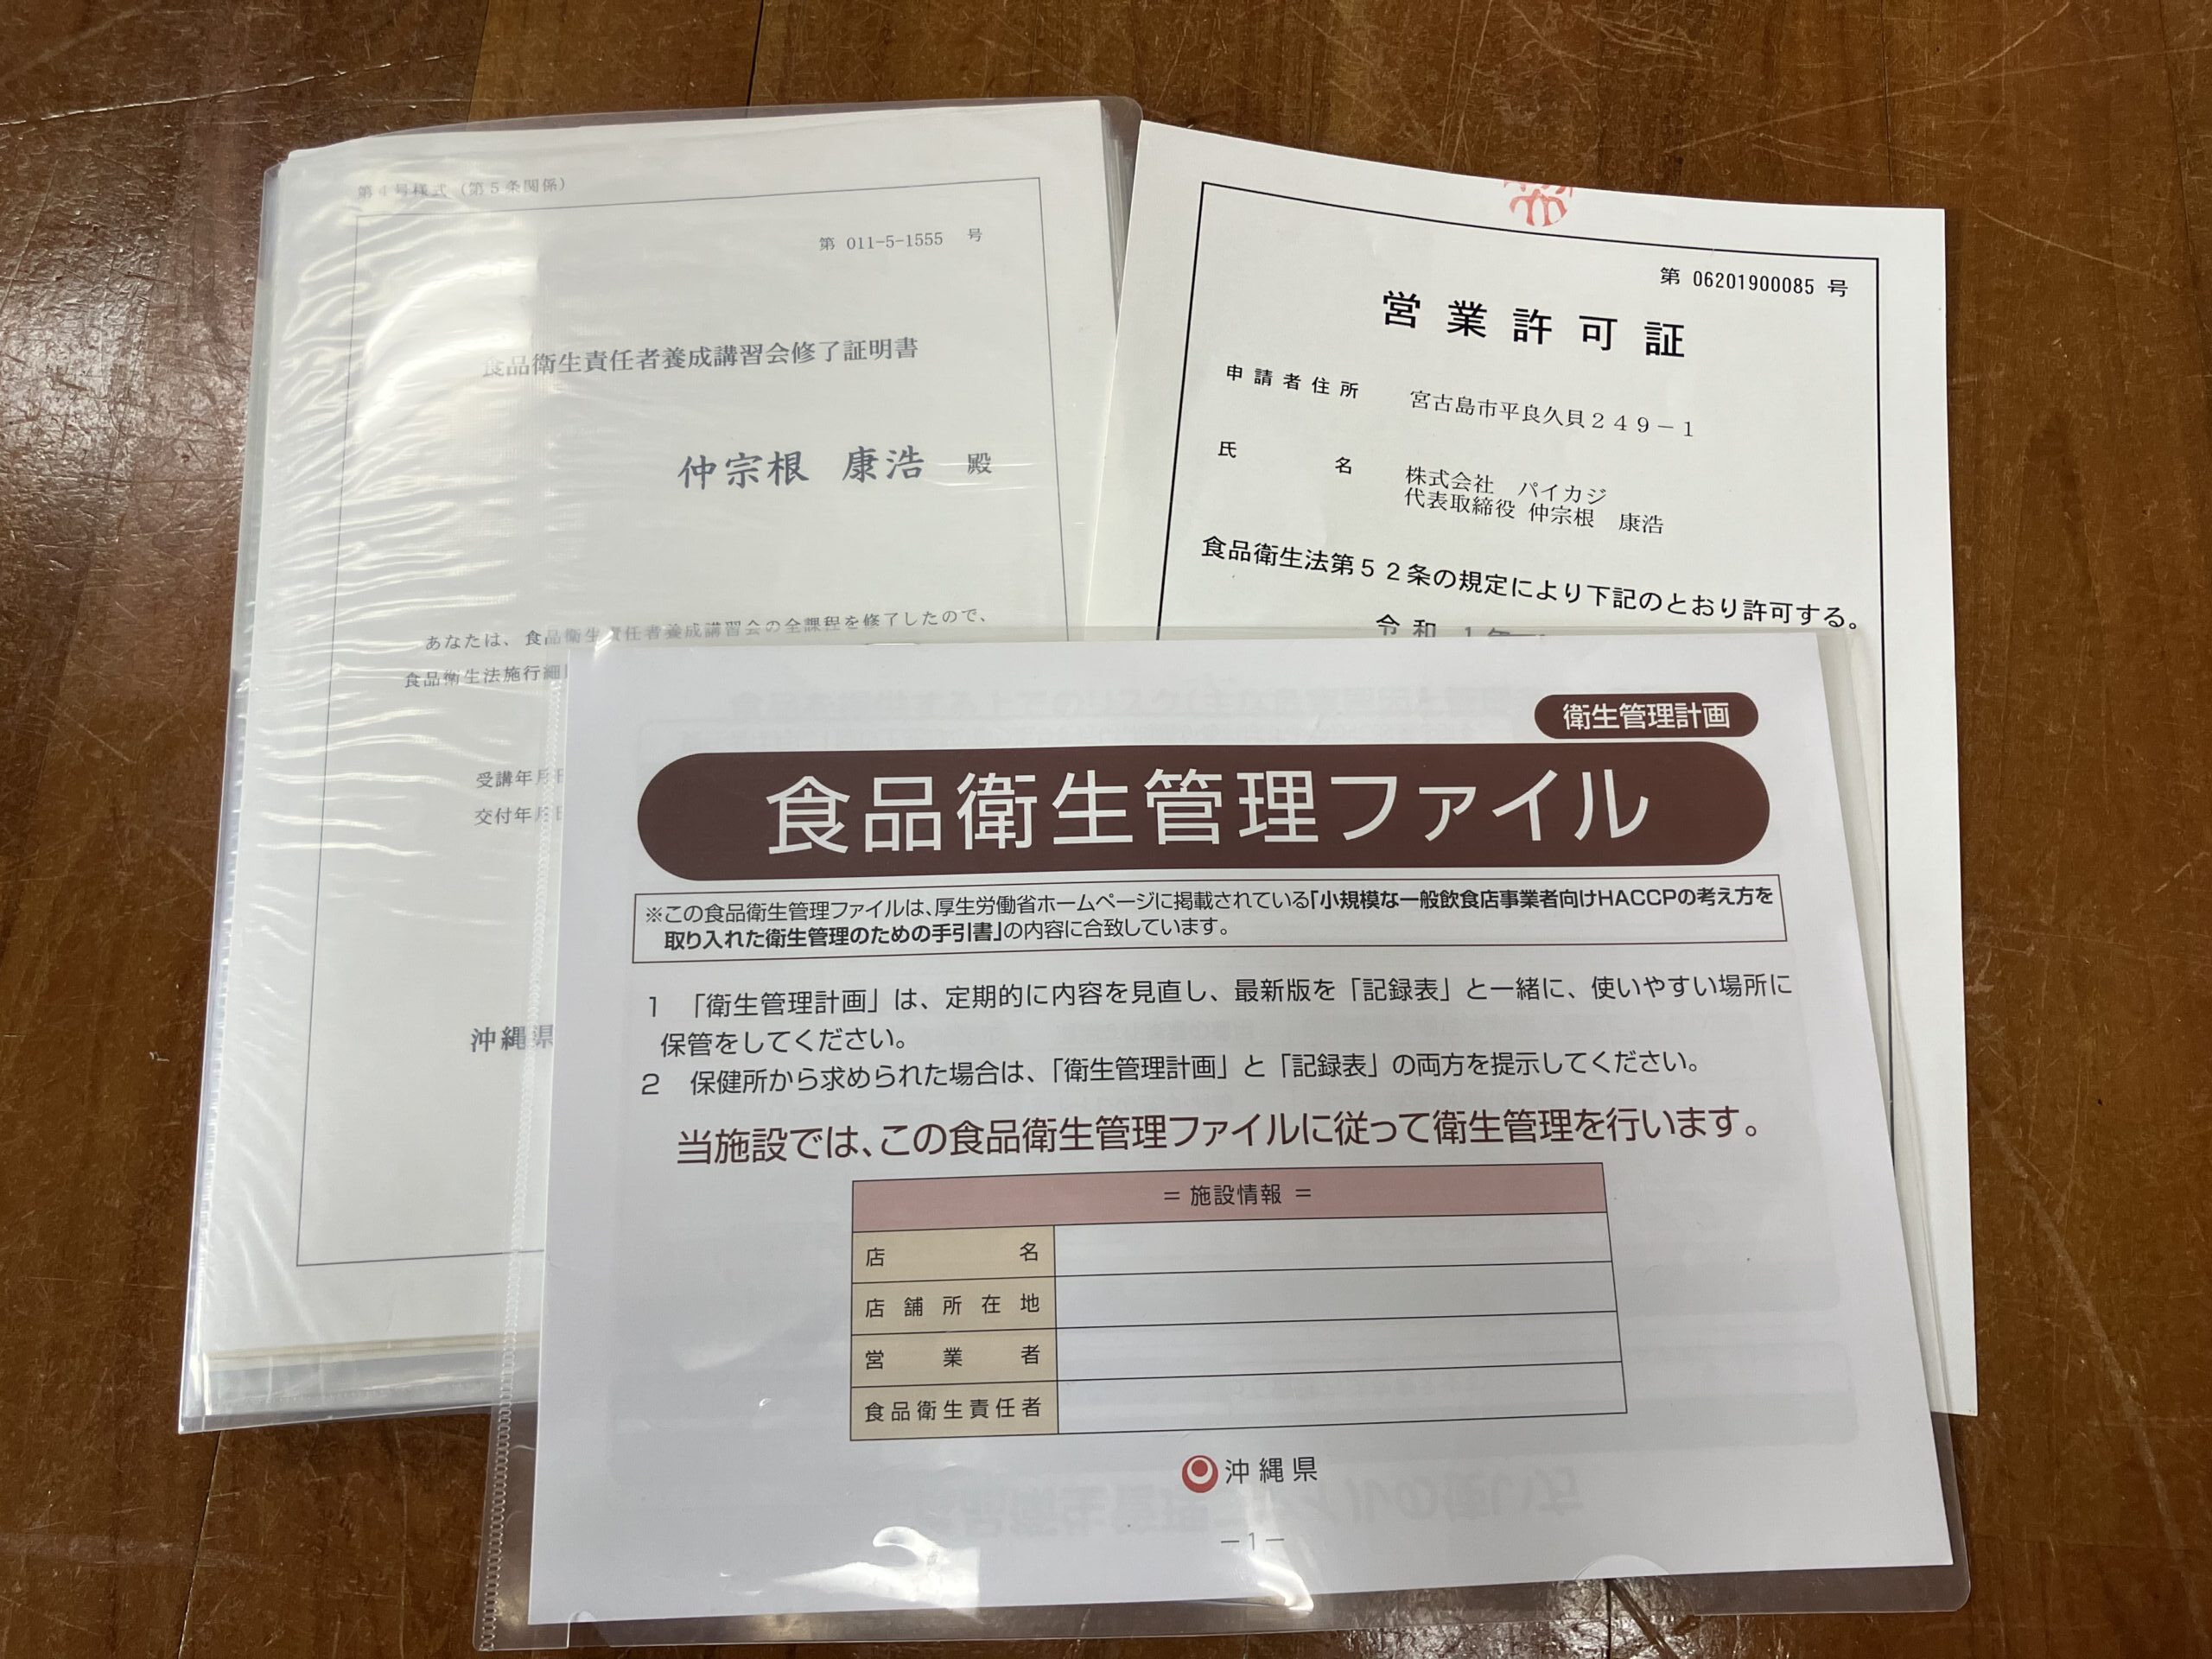 第4号様式(第5条関係)
第 011-5-1555 号
食品衛生責任者養成講習会修了証明書
仲宗根 康浩 殿
あなたは、食品衛生責任者養成講習会の全課程を修了したので、
食品衛生法施行細
受講年月日
交付年月日
沖縄県
第 06201900085 号
営業許可証
申請者住所 宮古島市平良久貝249-1
氏名 株式会社 パイカジ
代表取締役 仲宗根 康浩
食品衛生法第52条の規定により下記のとおり許可する。
令和 1年
衛生管理計画
食品衛生管理ファイル
※この食品衛生管理ファイルは、厚生労働省ホームページに掲載されている「小規模な一般飲食店事業者向けHACCPの考え方を
取り入れた衛生管理のための手引書」の内容に合致しています。
1 「衛生管理計画」は、定期的に内容を見直し、最新版を「記録表」と一緒に、使いやすい場所に
保管をしてください。
2 保健所から求められた場合は、「衛生管理計画」と「記録表」の両方を提示してください。
当施設では、この食品衛生管理ファイルに従って衛生管理を行います。
= 施設情報 =
店名
店舗所在地
営業者
食品衛生責任者
沖縄県
-1-